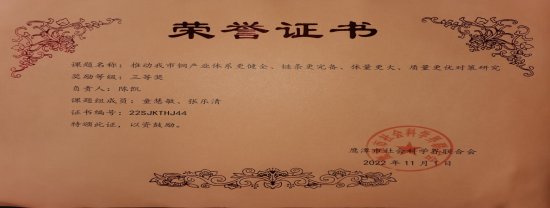 荣誉证书
课题名称：推动我市铜产业体系更健全、链条更完备、体量更大、质量更优对策研究
奖励等级：三等奖
负责人：陈凯
课题组成员：童慧敏、张乐清
证书编号：22SJKTHJ44
特颁此证，以资鼓励。
鹰潭市社会科学界联合会
2022年11月1日